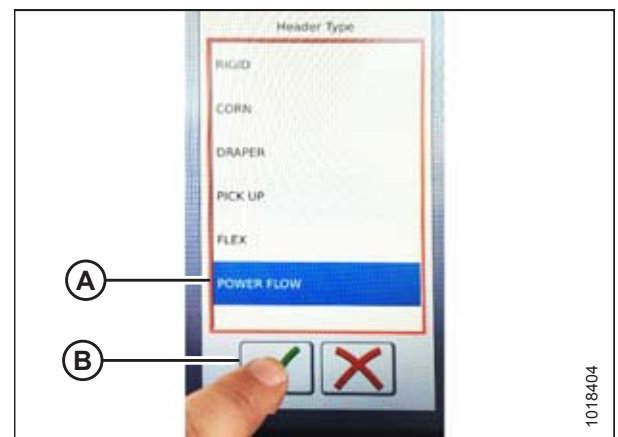 Header Type
RIGID
CORN
DRAPER
PICK UP
FLEX
A
POWER FLOW
B
1018404